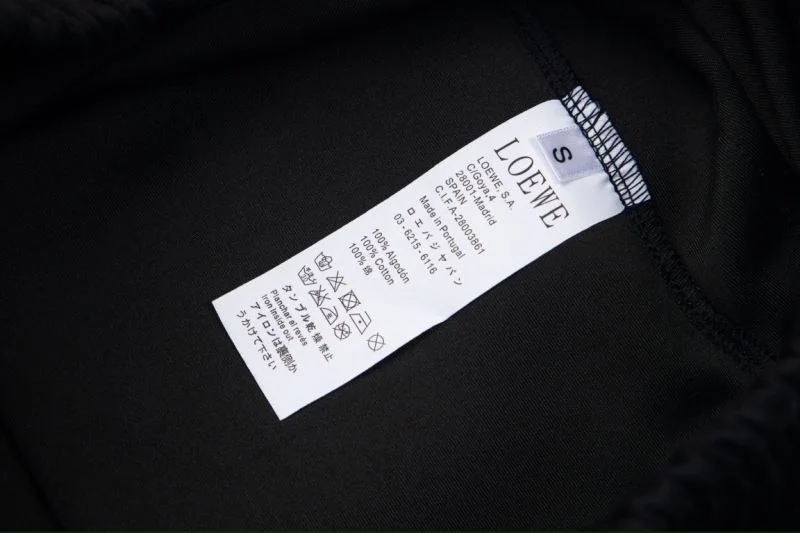 S
LOEWE
LOEWE, S.A.
C/Goya,4
28001-Madrid
SPAIN
C.I.F.A-28003861
Made in Portugal
ロエバジャパン
03-6215-6116
100% Algodón
100% Cotton
100% 綿
タンブル乾燥禁止
Planchar al revés
Iron inside out
アイロンは裏側か
うかけて下さい